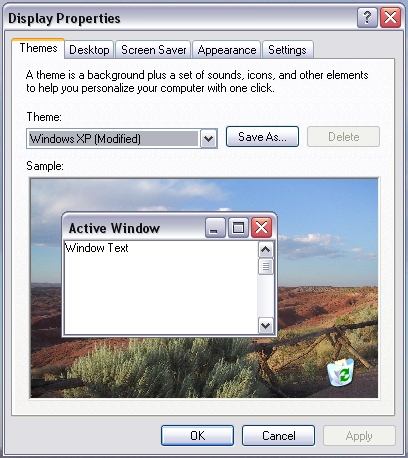 Display Properties
Themes Desktop Screen Saver Appearance Settings
A theme is a background plus a set of sounds, icons, and other elements
to help you personalize your computer with one click.
Theme:
Windows XP (Modified) Save As... Delete
Sample:
Active Window
Window Text
OK Cancel Apply